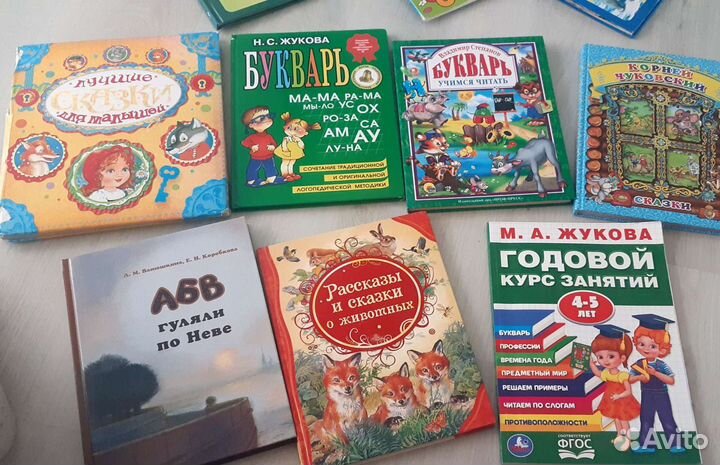 ЛУЧШИЕ
СКАЗКИ
ДЛЯ МАЛЫШЕЙ
Н. С. ЖУКОВА
БУКВАРЬ
МА-МА РА-МА
МЫ-ЛО УС ОХ
РО-ЗА СА
АМ АУ
ЛУ-НА
СОЧЕТАНИЕ ТРАДИЦИОННОЙ
И ОРИГИНАЛЬНОЙ
ЛОГОПЕДИЧЕСКОЙ МЕТОДИКИ
Владимир Степанов
БУКВАРЬ
УЧИМСЯ ЧИТАТЬ
КОРНЕЙ
ЧУКОВСКИЙ
СКАЗКИ
Е. В. Коробкова
АБВ
ГУЛЯЛИ
ПО НЕВЕ
Рассказы
и сказки
о животных
М. А. ЖУКОВА
ГОДОВОЙ
КУРС ЗАНЯТИЙ
4-5
ЛЕТ
БУКВАРЬ
ПРОФЕССИИ
ВРЕМЕНА ГОДА
ПРЕДМЕТНЫЙ МИР
РЕШАЕМ ПРИМЕРЫ
ЧИТАЕМ ПО СЛОГАМ
ПРОТИВОПОЛОЖНОСТИ
соответствует
ФГОС
Avito